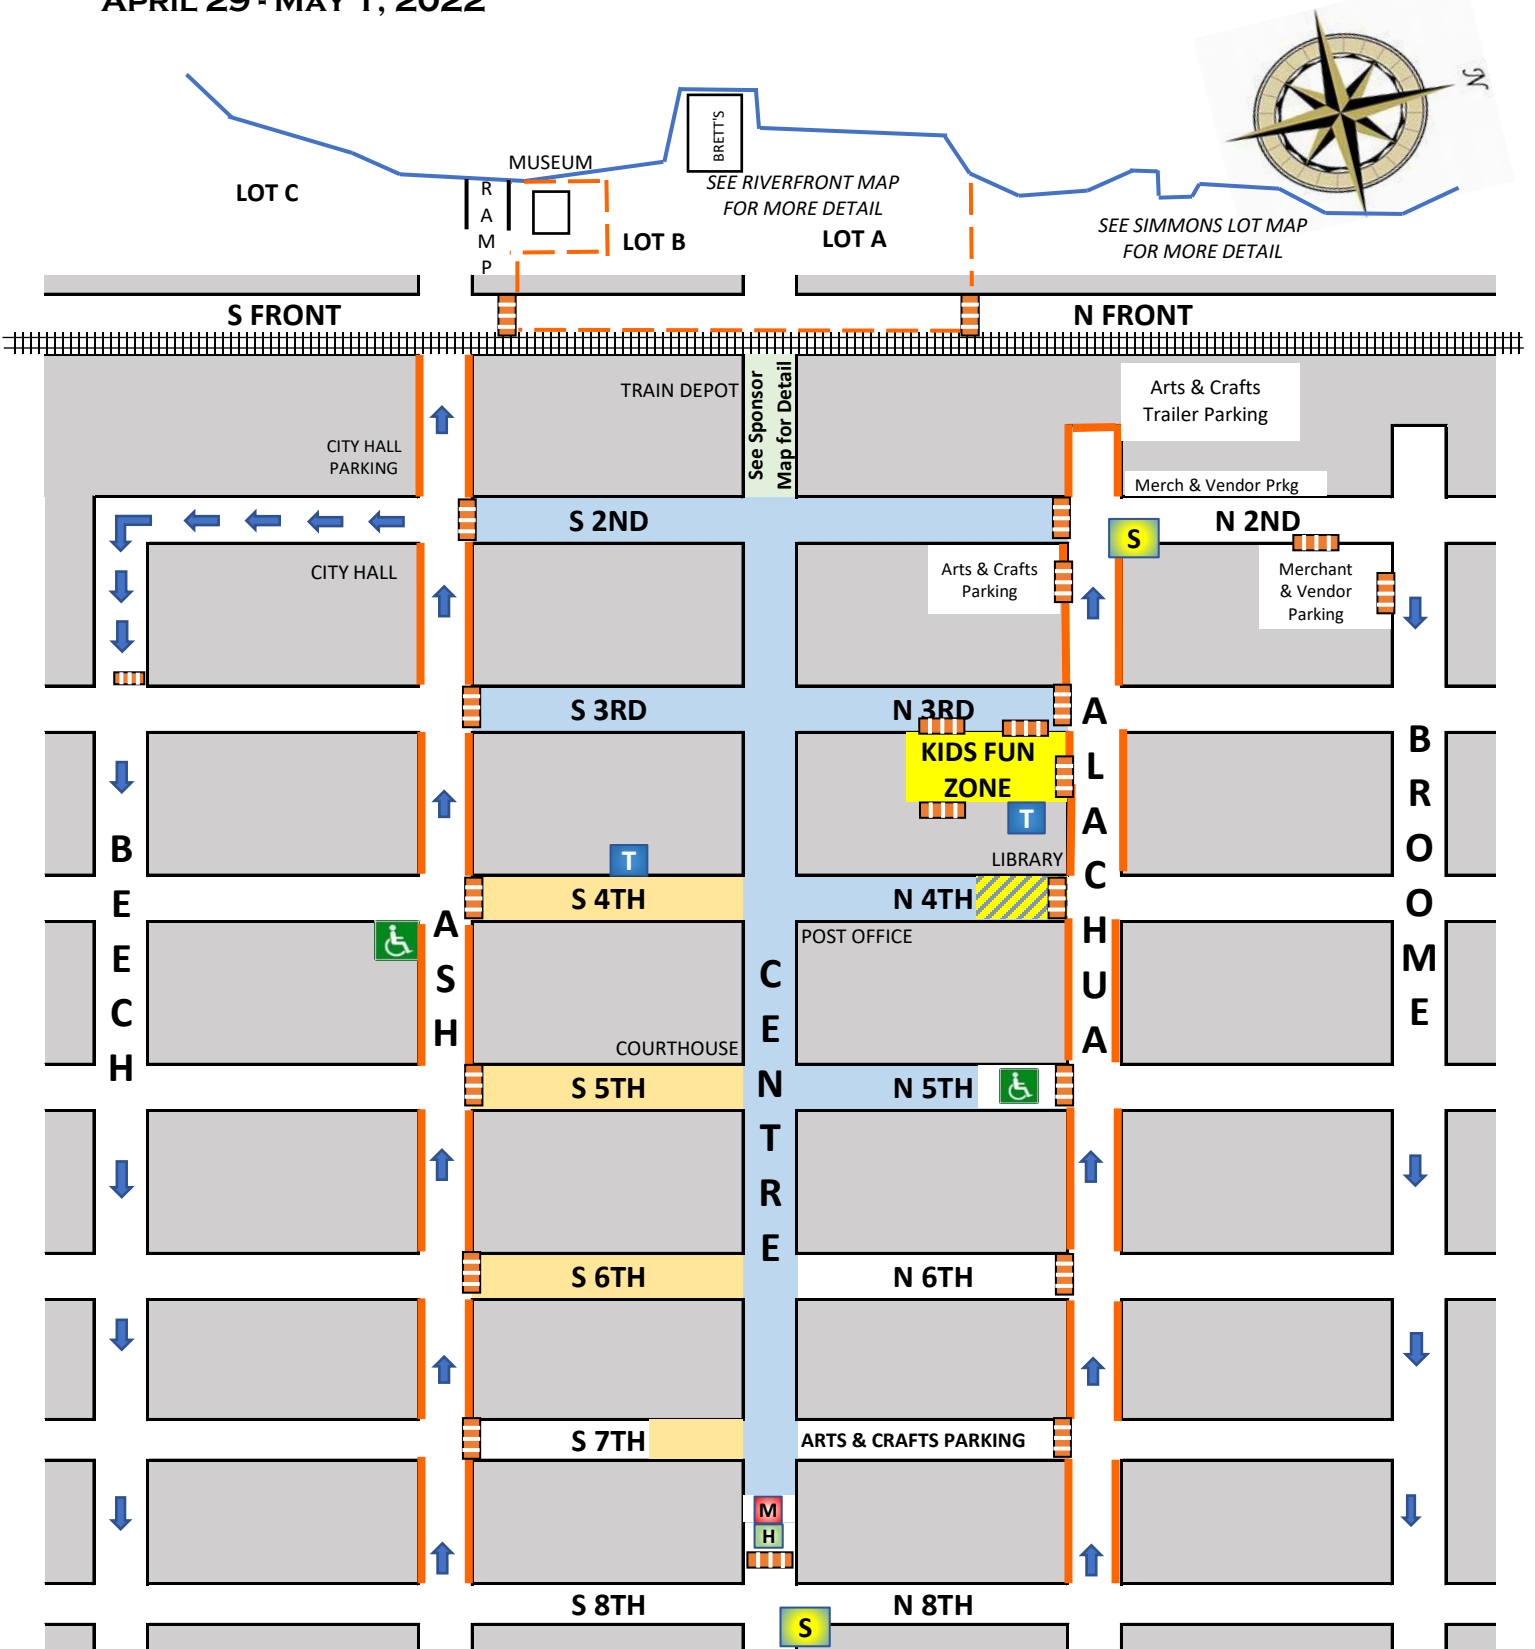 APRIL 29 - MAY 1, 2022
N
BRETT'S
MUSEUM
SEE RIVERFRONT MAP
FOR MORE DETAIL
LOT C
RAMP
LOT B
LOT A
SEE SIMMONS LOT MAP
FOR MORE DETAIL
S FRONT
N FRONT
TRAIN DEPOT
See Sponsor
Map for Detail
Arts & Crafts
Trailer Parking
CITY HALL
PARKING
Merch & Vendor Prkg
S 2ND
N 2ND
S
CITY HALL
Arts & Crafts
Parking
Merchant
& Vendor
Parking
S 3RD
N 3RD
KIDS FUN
ZONE
T
T
LIBRARY
S 4TH
N 4TH
POST OFFICE
BEECH
ASH
CENTRE
ALACHUA
BROOME
COURTHOUSE
S 5TH
N 5TH
S 6TH
N 6TH
S 7TH
ARTS & CRAFTS PARKING
M
H
S 8TH
N 8TH
S